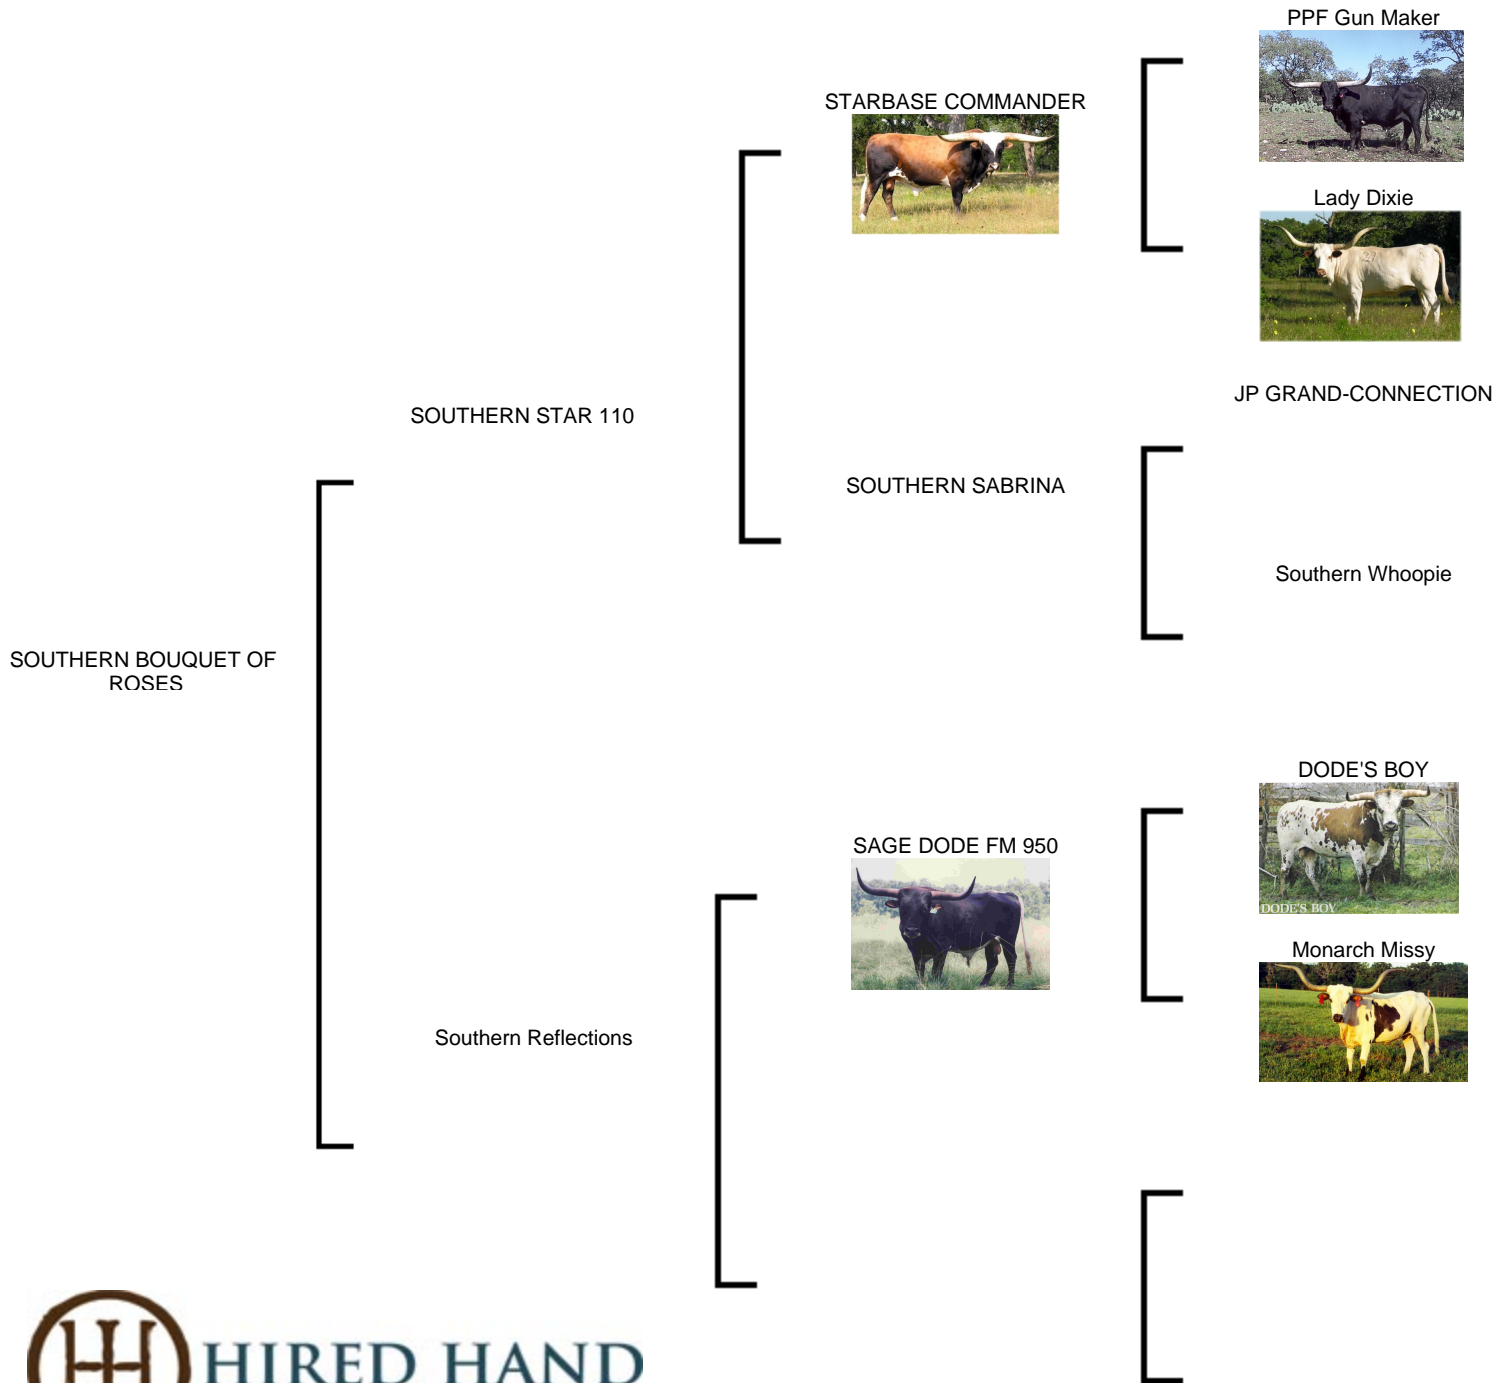 PPF Gun Maker
STARBASE COMMANDER
Lady Dixie
JP GRAND-CONNECTION
SOUTHERN STAR 110
SOUTHERN SABRINA
Southern Whoopie
SOUTHERN BOUQUET OF
ROSES
DODE'S BOY
SAGE DODE FM 950
DODE'S BOY
Monarch Missy
Southern Reflections
HIRED HAND